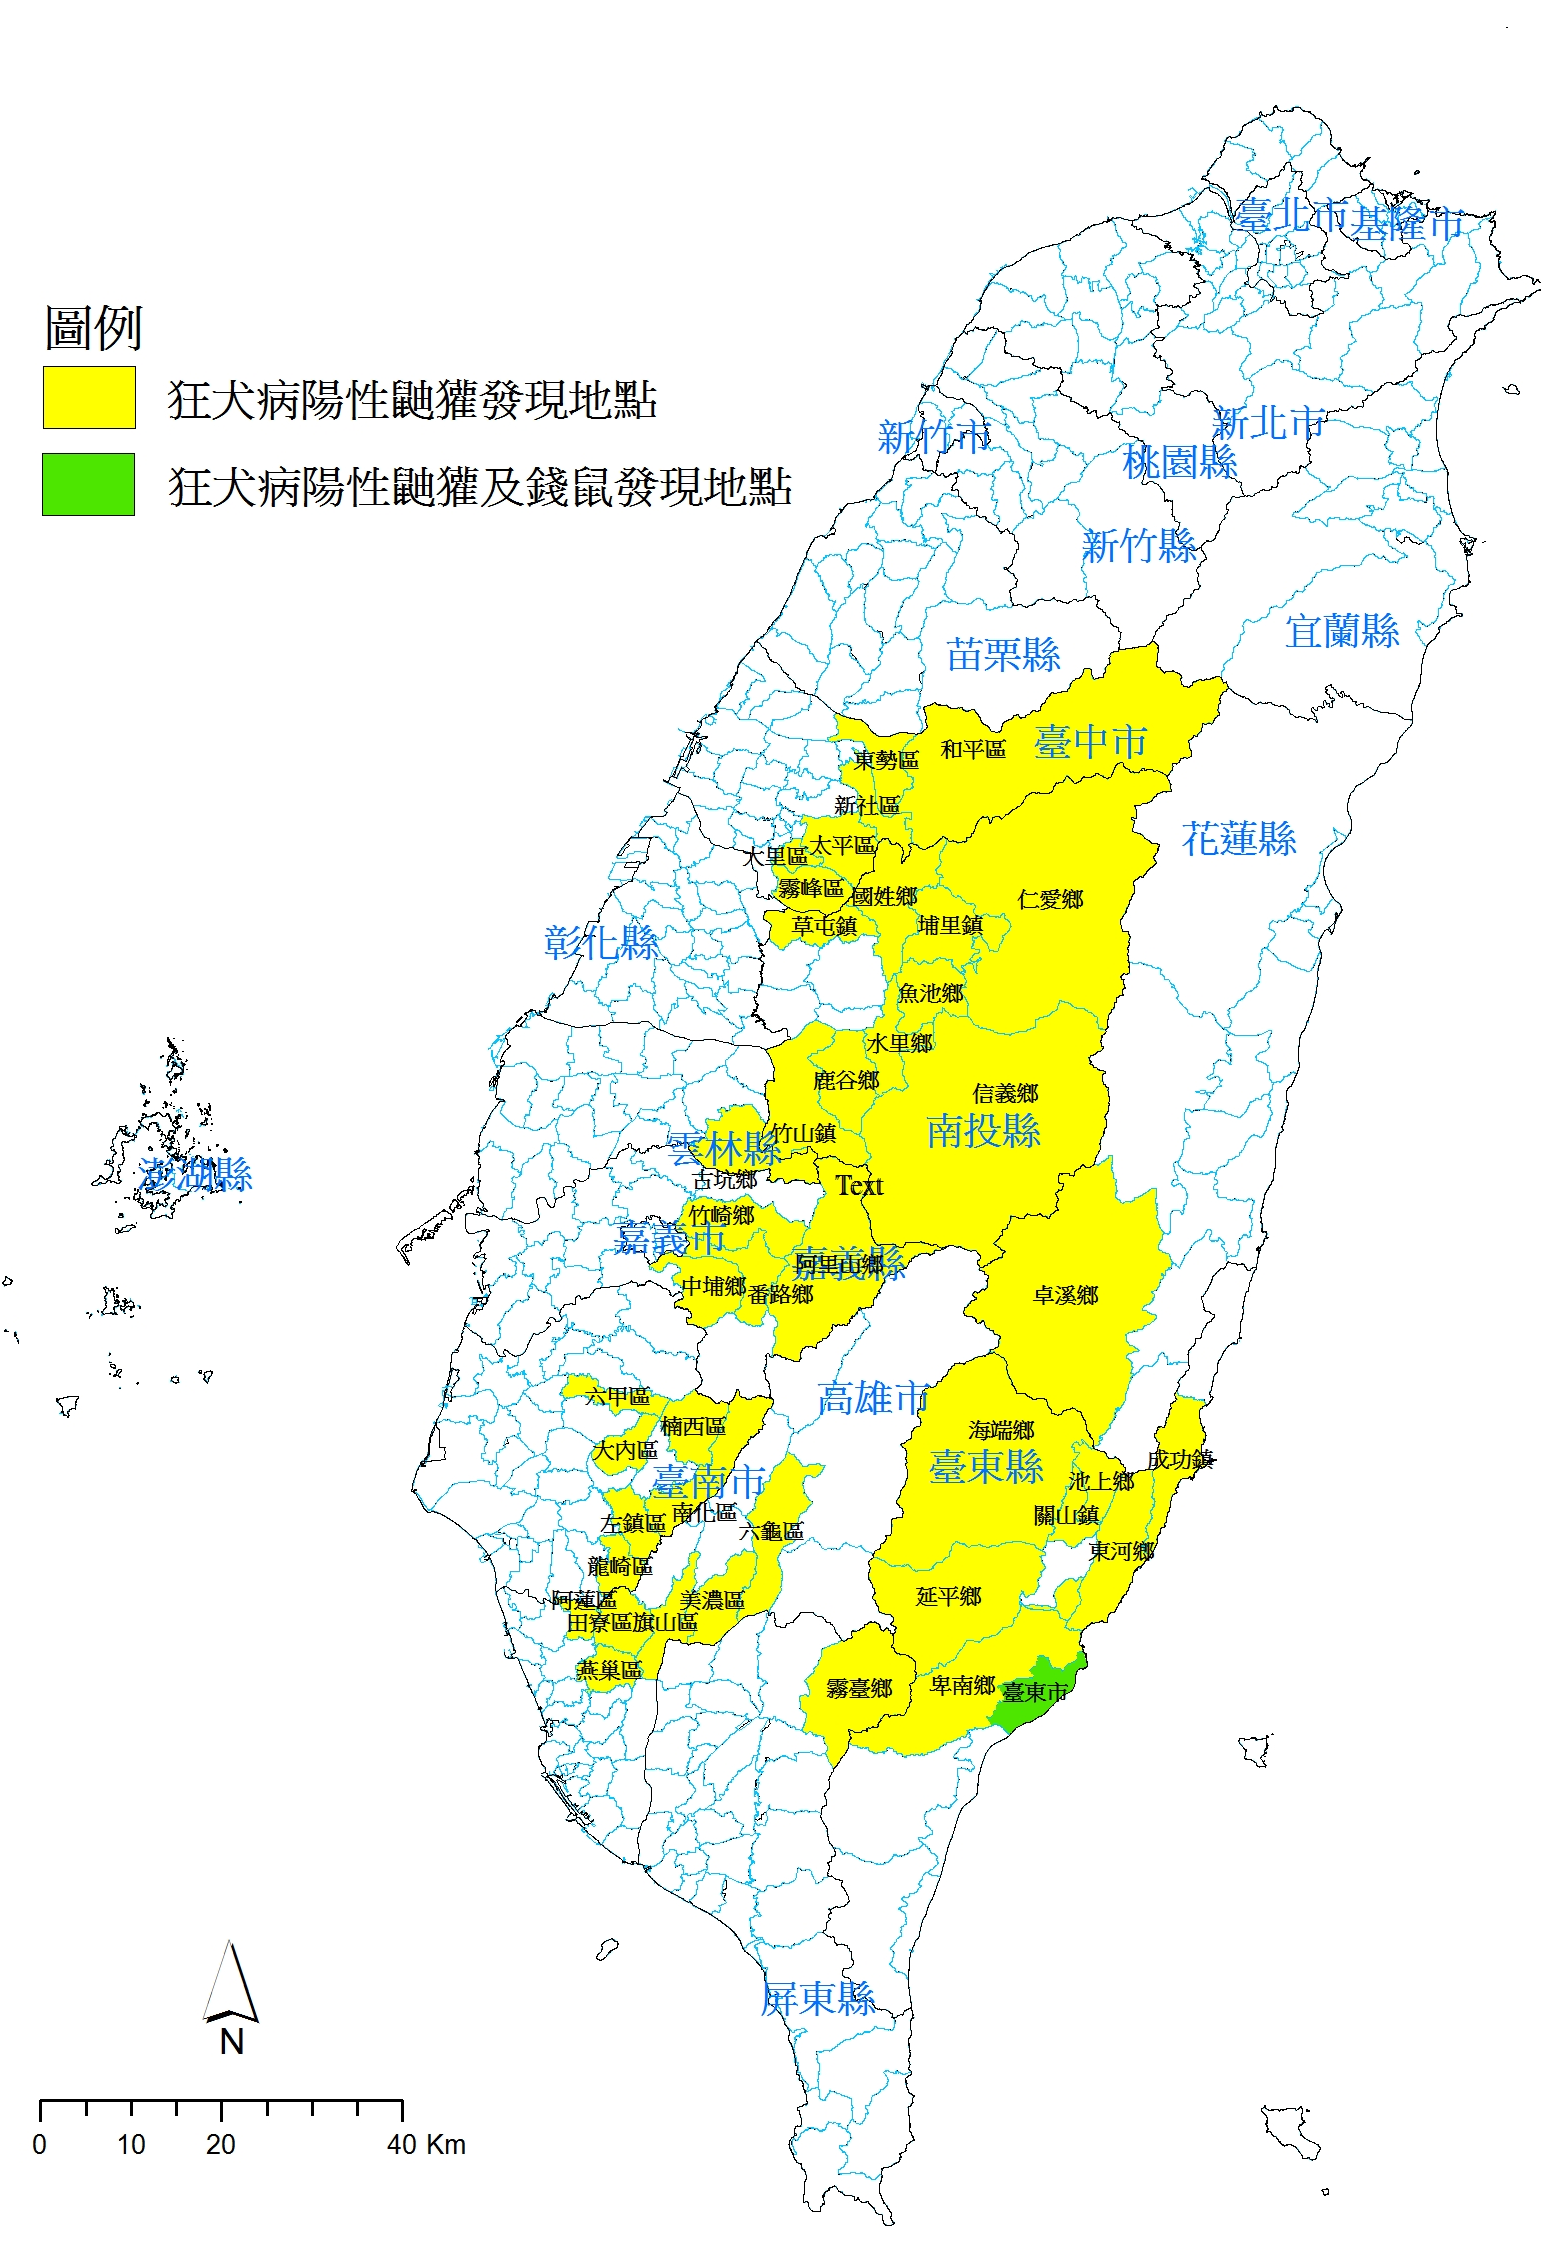 臺北市
基隆市
圖例
狂犬病陽性鼬獾發現地點
狂犬病陽性鼬獾及錢鼠發現地點
新竹市
新北市
桃園縣
新竹縣
宜蘭縣
苗栗縣
臺中市
和平區
東勢區
新社區
花蓮縣
太平區
大里區
霧峰區
國姓鄉
仁愛鄉
草屯鎮
埔里鎮
彰化縣
魚池鄉
水里鄉
鹿谷鄉
信義鄉
南投縣
竹山鎮
雲林縣
古坑鄉
澎湖縣
Text
竹崎鄉
嘉義市
嘉義縣
阿里山鄉
中埔鄉
番路鄉
卓溪鄉
六甲區
高雄市
楠西區
海端鄉
大內區
成功鎮
臺東縣
臺南市
池上鄉
南化區
關山鎮
左鎮區
六龜區
東河鄉
龍崎區
延平鄉
阿蓮區
美濃區
田寮區
旗山區
燕巢區
霧臺鄉
卑南鄉
臺東市
屏東縣
N
0 10 20 40 Km